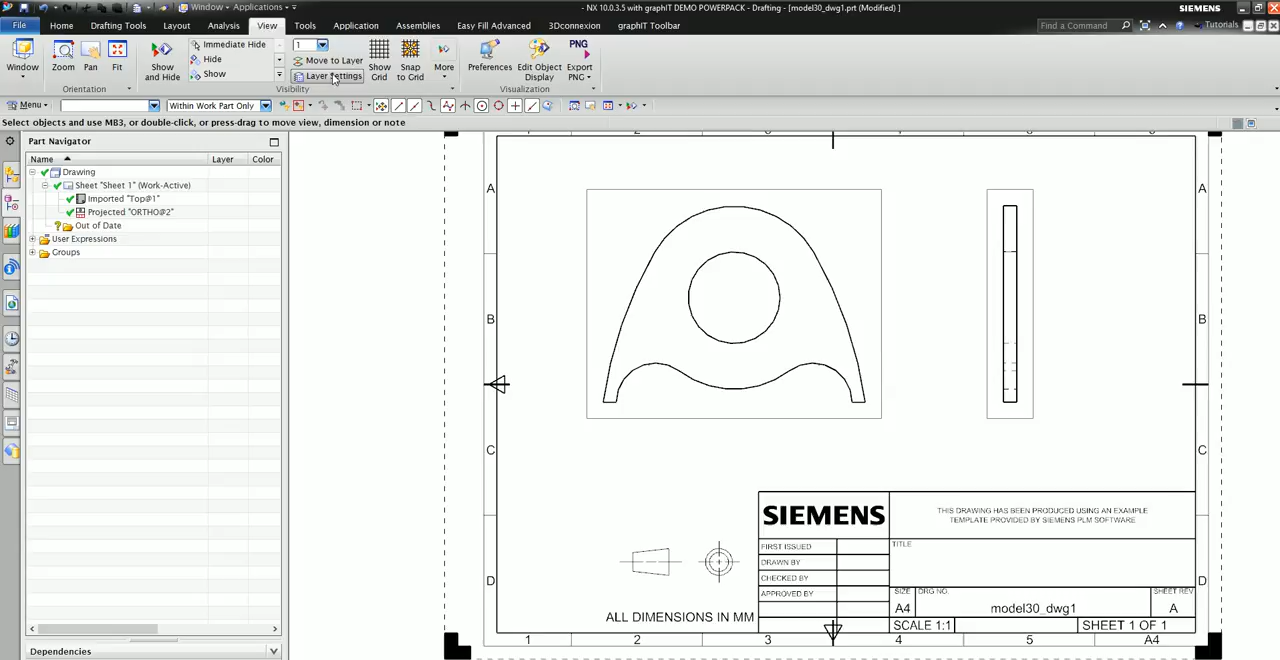 Window
Applications
- NX 10.0.3.5 with graphIT DEMO POWERPACK - Drafting - [model30_dwg1.prt (Modified) ]
SIEMENS
File
Home
Drafting Tools
Layout
Analysis
View
Tools
Application
Assemblies
Easy Fill Advanced
3Dconnexion
graphIT Toolbar
Find a Command
Tutorials
Window
Zoom
Pan
Fit
Orientation
Show
and Hide
Immediate Hide
Hide
Show
1
Move to Layer
Layer Settings
Visibility
Show
Grid
Snap
to Grid
More
Preferences
Edit Object
Display
PNG
Export
PNG
Visualization
Menu
Within Work Part Only
Select objects and use MB3, or double-click, or press-drag to move view, dimension or note
Part Navigator
Name
Layer
Color
Drawing
Sheet "Sheet 1" (Work-Active)
Imported "Top@1"
Projected "ORTHO@2"
Out of Date
User Expressions
Groups
Dependencies
A
A
B
B
C
C
D
D
SIEMENS
THIS DRAWING HAS BEEN PRODUCED USING AN EXAMPLE
TEMPLATE PROVIDED BY SIEMENS PLM SOFTWARE
FIRST ISSUED
TITLE
DRAWN BY
CHECKED BY
APPROVED BY
SIZE
DRG NO.
SHEET REV
A4
model30_dwg1
A
ALL DIMENSIONS IN MM
SCALE 1:1
SHEET 1 OF 1
1
2
3
4
5
A4